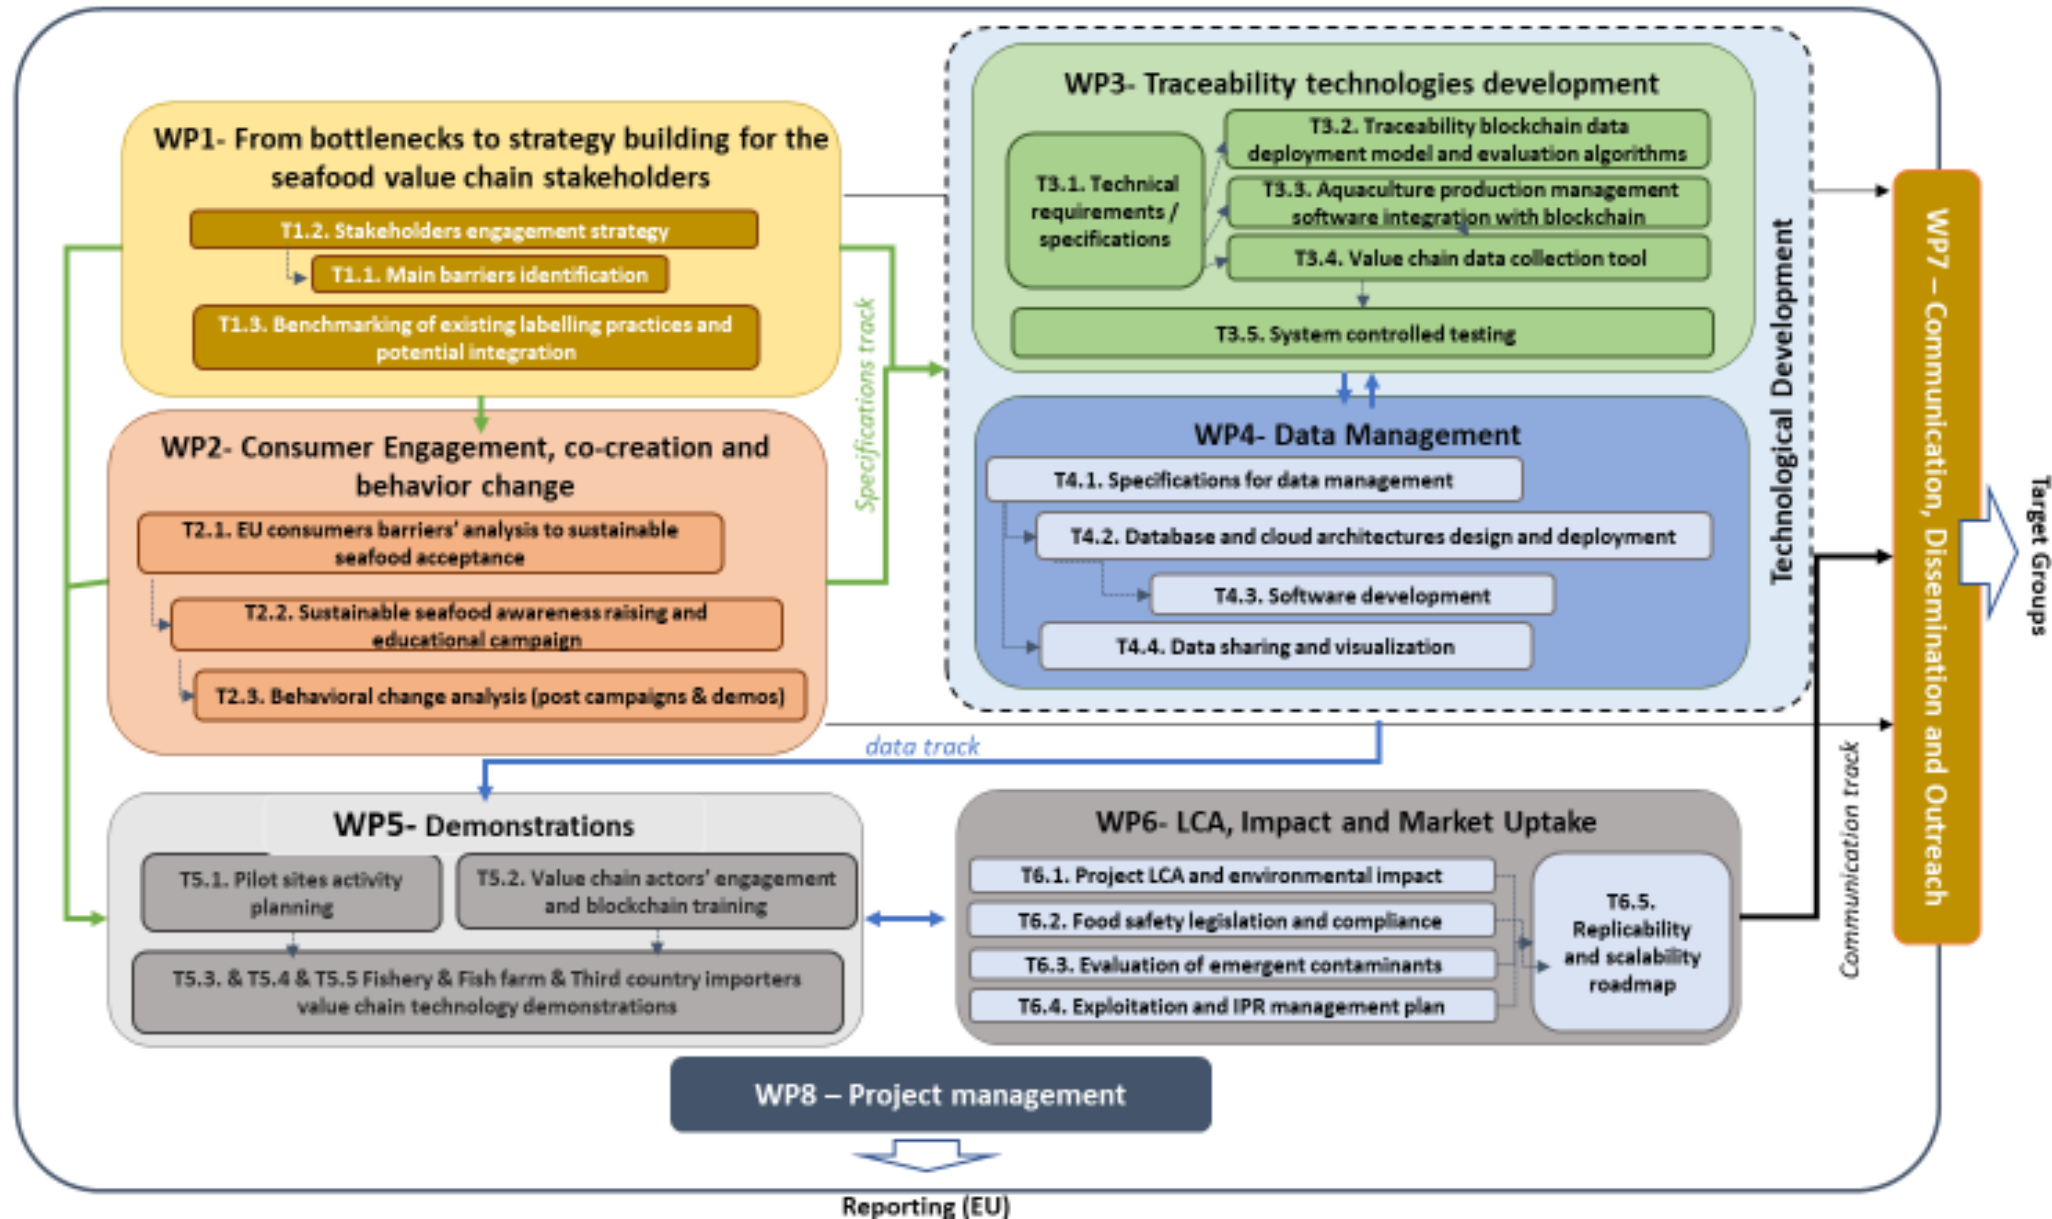 WP1- From bottlenecks to strategy building for the
seafood value chain stakeholders
T1.2. Stakeholders engagement strategy
T1.1. Main barriers identification
T1.3. Benchmarking of existing labelling practices and
potential integration
WP2- Consumer Engagement, co-creation and
behavior change
T2.1. EU consumers barriers' analysis to sustainable
seafood acceptance
T2.2. Sustainable seafood awareness raising and
educational campaign
T2.3. Behavioral change analysis (post campaigns & demos)
Specifications track
WP3- Traceability technologies development
T3.1. Technical
requirements /
specifications
T3.2. Traceability blockchain data
deployment model and evaluation algorithms
T3.3. Aquaculture production management
software integration with blockchain
T3.4. Value chain data collection tool
T3.5. System controlled testing
WP4- Data Management
T4.1. Specifications for data management
T4.2. Database and cloud architectures design and deployment
T4.3. Software development
T4.4. Data sharing and visualization
Technological Development
data track
WP5- Demonstrations
T5.1. Pilot sites activity
planning
T5.2. Value chain actors' engagement
and blockchain training
T5.3. & T5.4 & T5.5 Fishery & Fish farm & Third country importers
value chain technology demonstrations
WP6- LCA, Impact and Market Uptake
T6.1. Project LCA and environmental impact
T6.2. Food safety legislation and compliance
T6.3. Evaluation of emergent contaminants
T6.4. Exploitation and IPR management plan
T6.5.
Replicability
and scalability
roadmap
Communication track
WP7 – Communication, Dissemination and Outreach
Target Groups
WP8 – Project management
Reporting (EU)